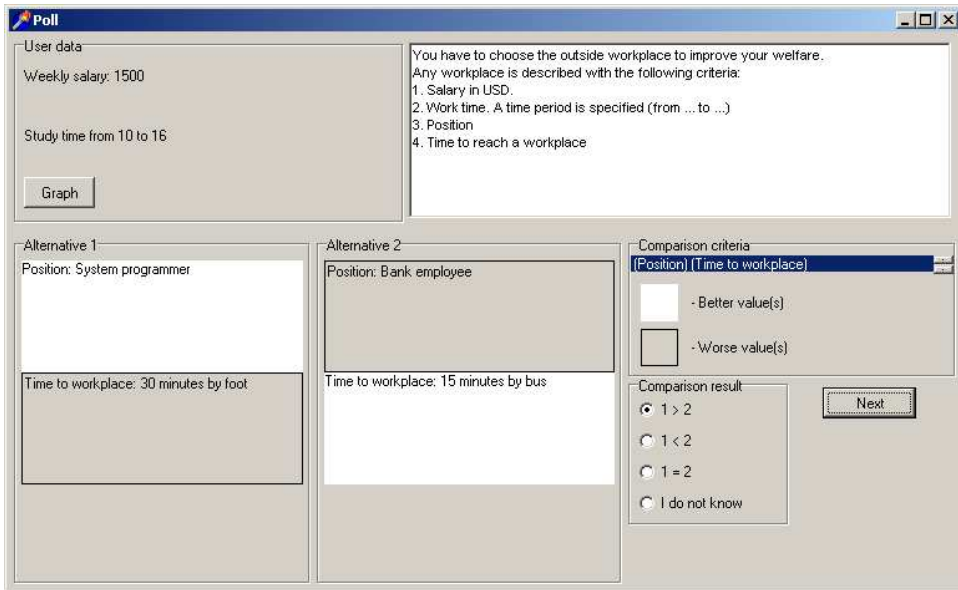 Poll
User data
Weekly salary: 1500
Study time from 10 to 16
Graph
You have to choose the outside workplace to improve your welfare.
Any workplace is described with the following criteria:
1. Salary in USD.
2. Work time. A time period is specified (from ... to ...)
3. Position
4. Time to reach a workplace
Alternative 1
Position: System programmer
Time to workplace: 30 minutes by foot
Alternative 2
Position: Bank employee
Time to workplace: 15 minutes by bus
Comparison criteria
(Position) (Time to workplace)
- Better value(s)
- Worse value(s)
Comparison result
1 > 2
1 < 2
1 = 2
I do not know
Next